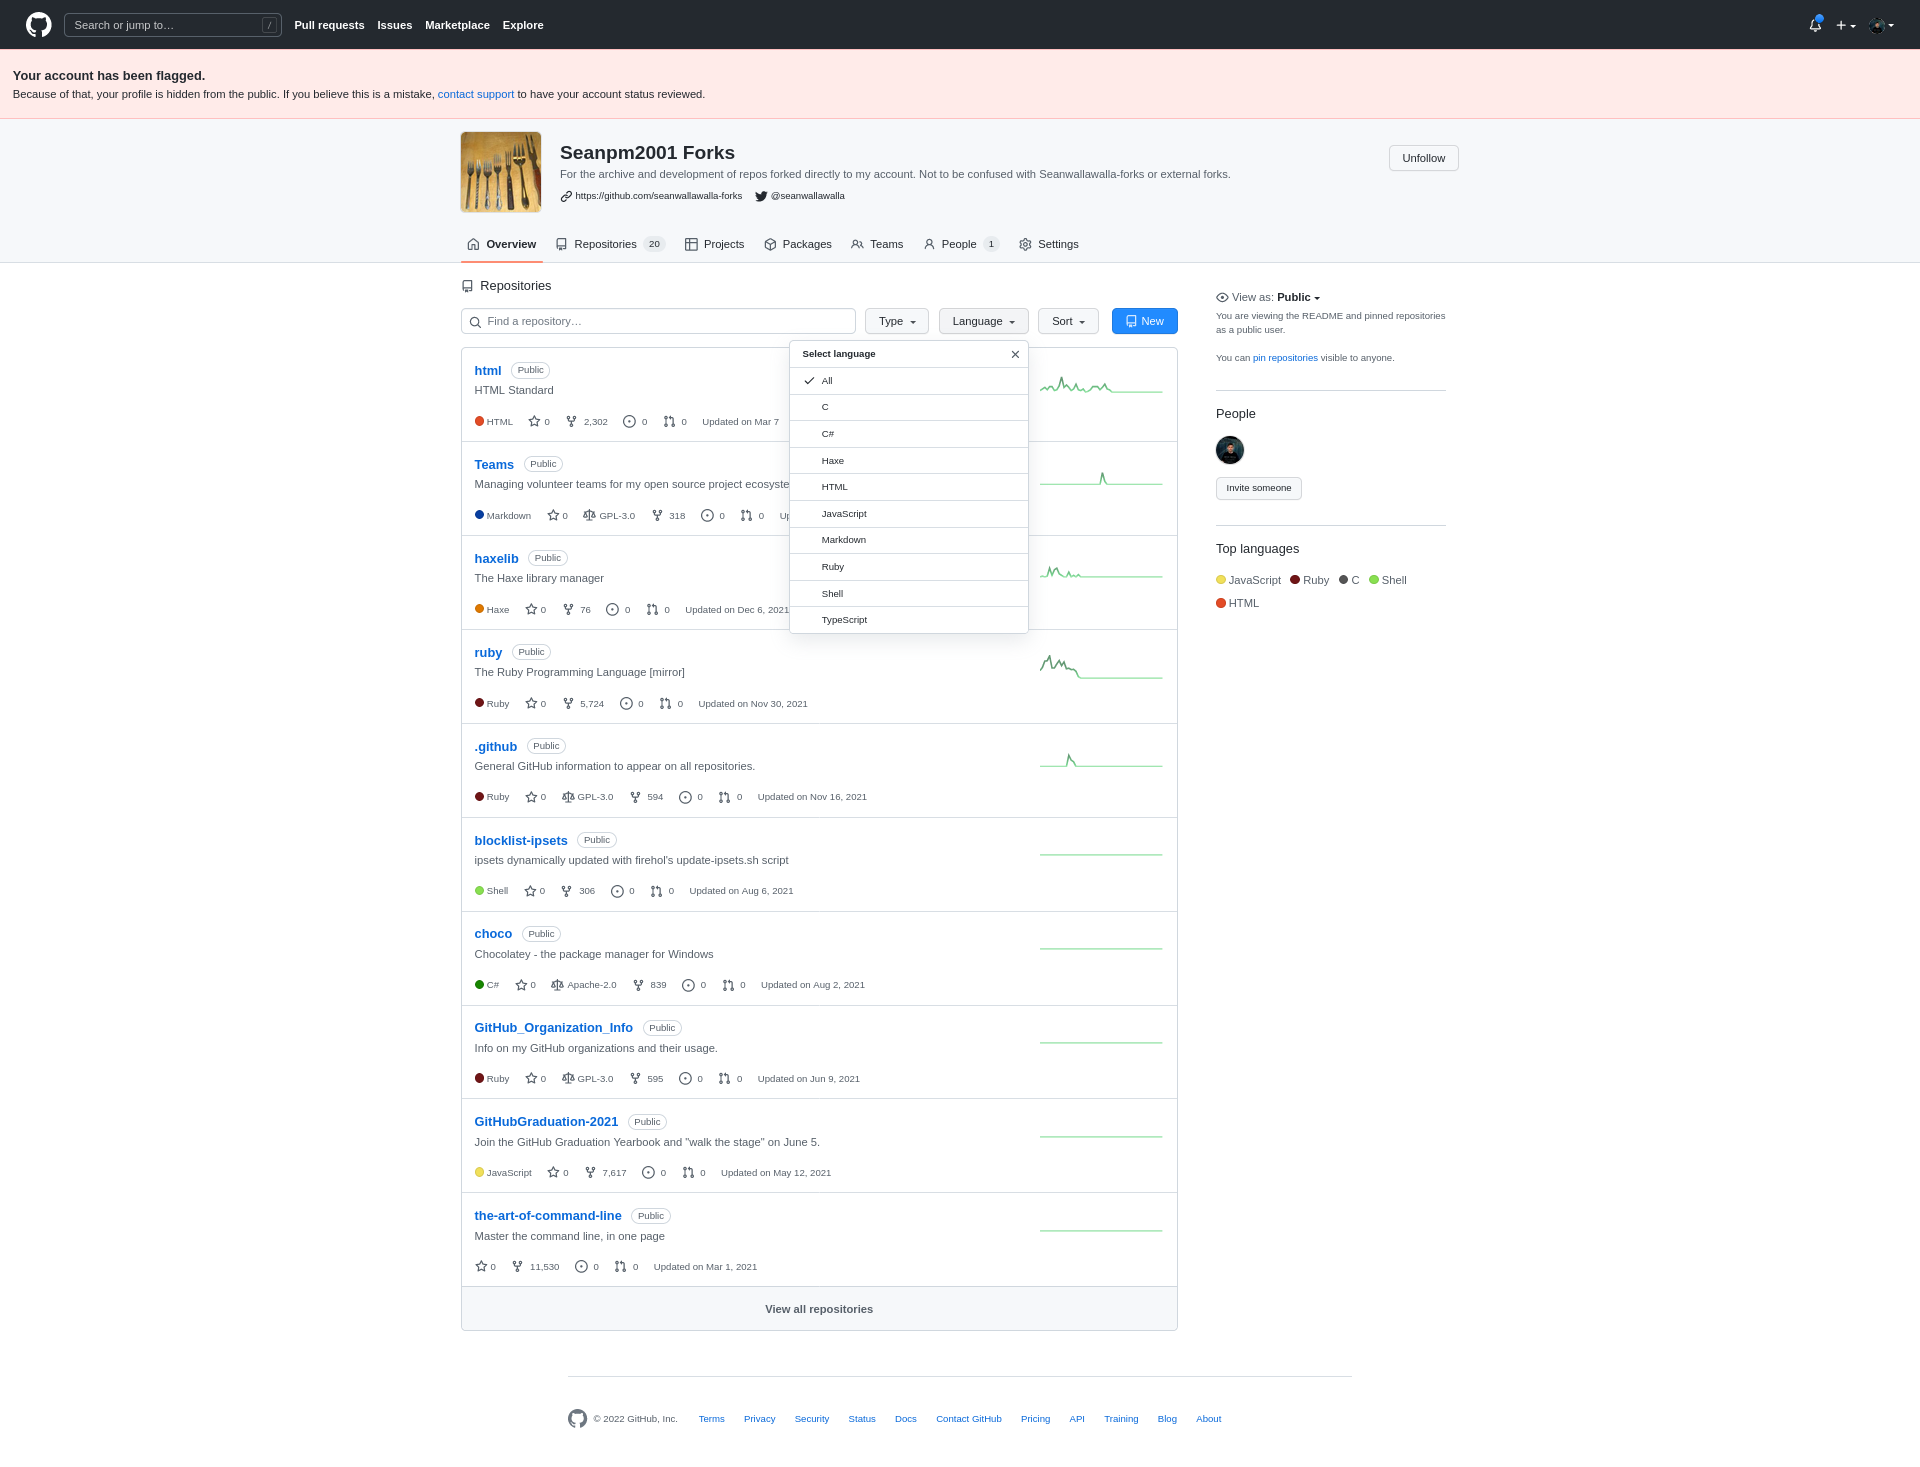 Search or jump to… /
Pull requests Issues Marketplace Explore
Your account has been flagged.
Because of that, your profile is hidden from the public. If you believe this is a mistake, contact support to have your account status reviewed.
Seanpm2001 Forks
For the archive and development of repos forked directly to my account. Not to be confused with Seanwallawalla-forks or external forks.
https://github.com/seanwallawalla-forks @seanwallawalla
Unfollow
Overview Repositories 20 Projects Packages Teams People 1 Settings
Repositories
Find a repository… Type Language Sort New
Select language
All
C
C#
Haxe
HTML
JavaScript
Markdown
Ruby
Shell
TypeScript
html Public
HTML Standard
HTML 0 2,302 0 0 Updated on Mar 7
Teams Public
Managing volunteer teams for my open source project ecosyste
Markdown 0 GPL-3.0 318 0 0 Up
haxelib Public
The Haxe library manager
Haxe 0 76 0 0 Updated on Dec 6, 2021
ruby Public
The Ruby Programming Language [mirror]
Ruby 0 5,724 0 0 Updated on Nov 30, 2021
.github Public
General GitHub information to appear on all repositories.
Ruby 0 GPL-3.0 594 0 0 Updated on Nov 16, 2021
blocklist-ipsets Public
ipsets dynamically updated with firehol's update-ipsets.sh script
Shell 0 306 0 0 Updated on Aug 6, 2021
choco Public
Chocolatey - the package manager for Windows
C# 0 Apache-2.0 839 0 0 Updated on Aug 2, 2021
GitHub_Organization_Info Public
Info on my GitHub organizations and their usage.
Ruby 0 GPL-3.0 595 0 0 Updated on Jun 9, 2021
GitHubGraduation-2021 Public
Join the GitHub Graduation Yearbook and "walk the stage" on June 5.
JavaScript 0 7,617 0 0 Updated on May 12, 2021
the-art-of-command-line Public
Master the command line, in one page
0 11,530 0 0 Updated on Mar 1, 2021
View all repositories
View as: Public
You are viewing the README and pinned repositories
as a public user.
You can pin repositories visible to anyone.
People
Invite someone
Top languages
JavaScript Ruby C Shell
HTML
© 2022 GitHub, Inc. Terms Privacy Security Status Docs Contact GitHub Pricing API Training Blog About